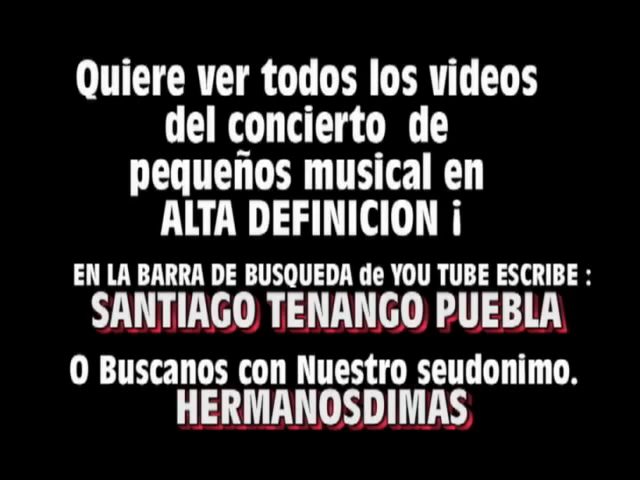 Quiere ver todos los videos
del concierto de
pequeños musical en
ALTA DEFINICION ¡
EN LA BARRA DE BUSQUEDA de YOU TUBE ESCRIBE :
SANTIAGO TENANGO PUEBLA
O Buscanos con Nuestro seudonimo.
HERMANOSDIMAS